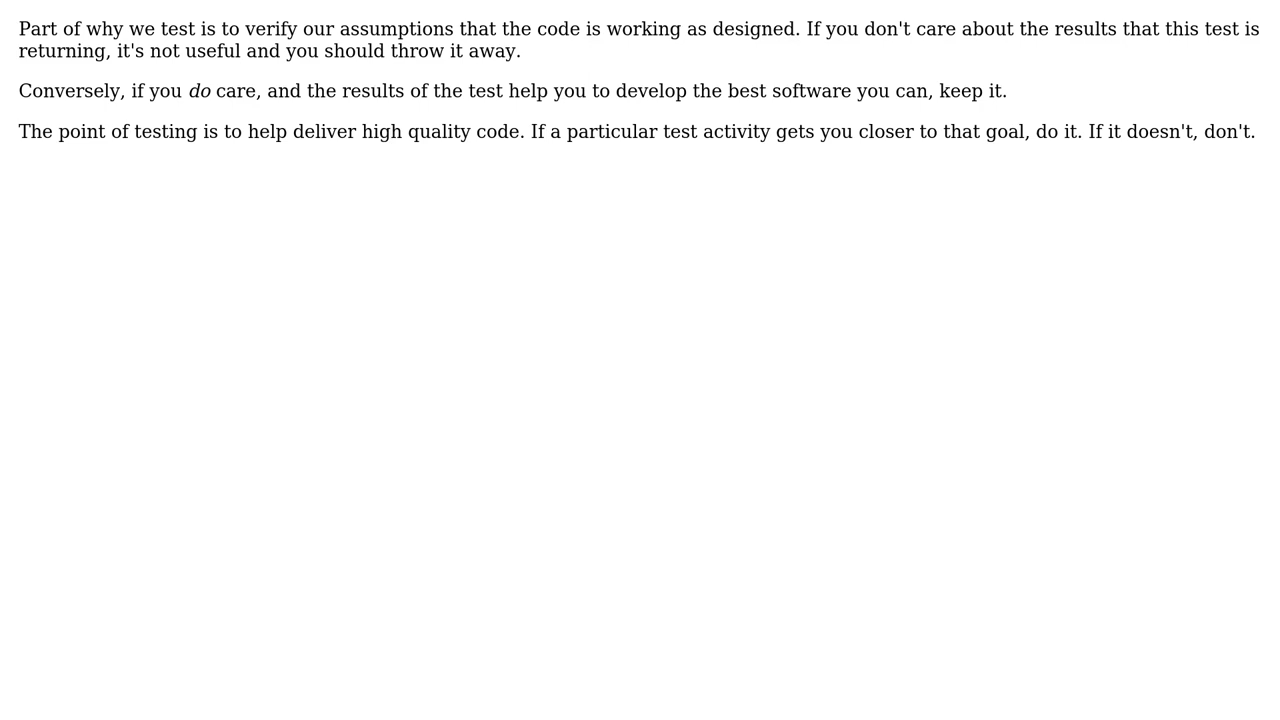 Part of why we test is to verify our assumptions that the code is working as designed. If you don't care about the results that this test is
returning, it's not useful and you should throw it away.
Conversely, if you do care, and the results of the test help you to develop the best software you can, keep it.
The point of testing is to help deliver high quality code. If a particular test activity gets you closer to that goal, do it. If it doesn't, don't.